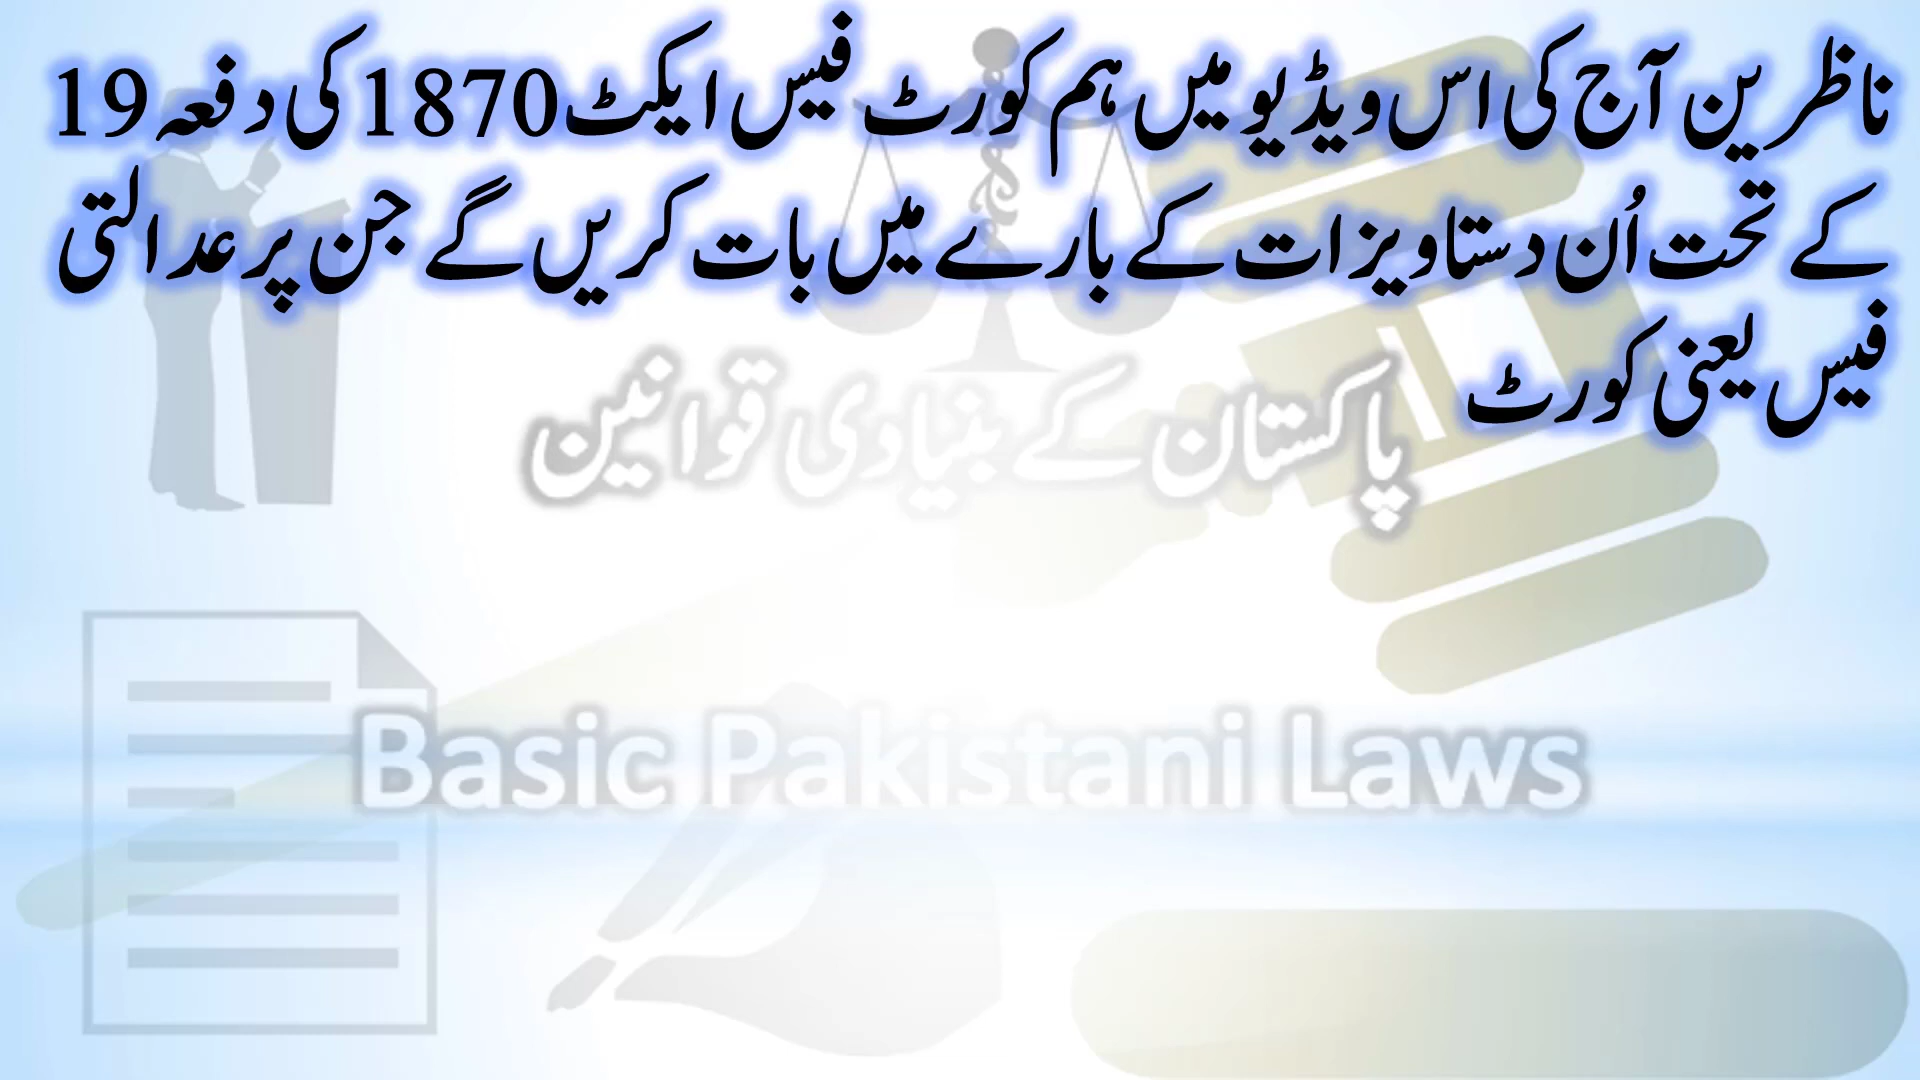 ناظرین آج کی اس ویڈیو میں ہم کورٹ فیس ایکٹ 1870 کی دفعہ 19
کے تحت اُن دستاویزات کے بارے میں بات کریں گے جن پر عدالتی
فیس یعنی کورٹ
پاکستان کے بنیادی قوانین
Basic Pakistani Laws